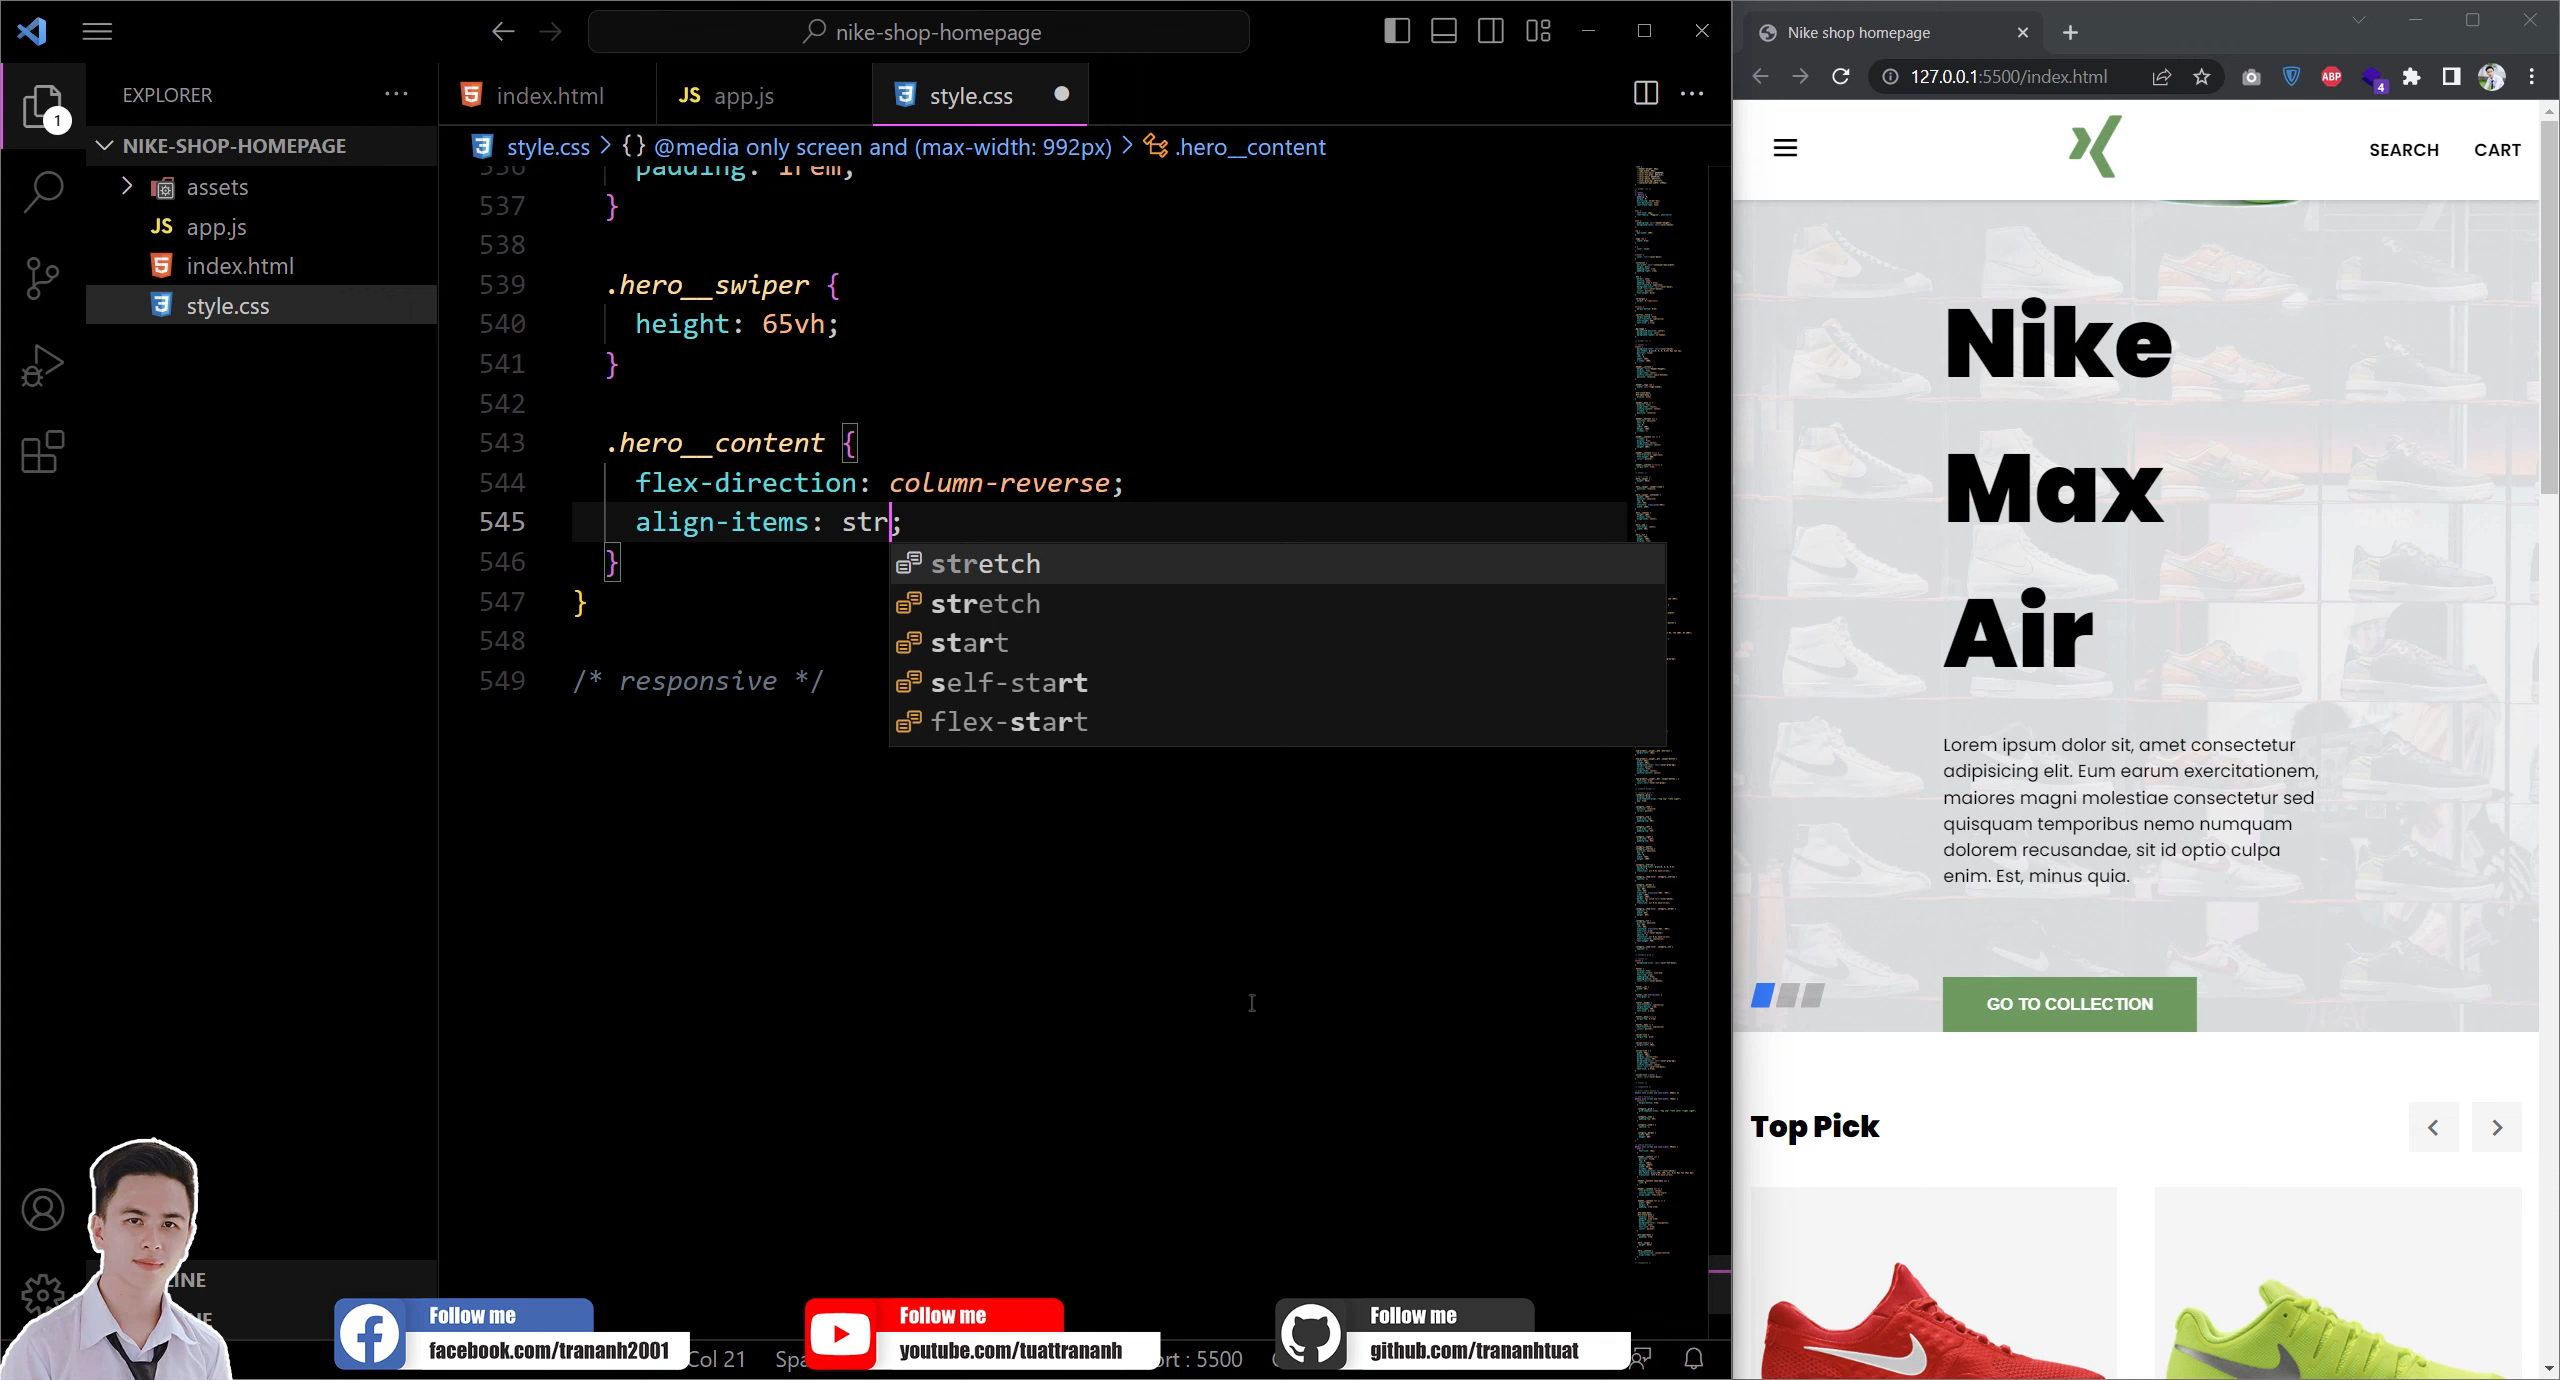 nike-shop-homepage
EXPLORER
1
NIKE-SHOP-HOMEPAGE
assets
JS app.js
index.html
style.css
index.html
JS app.js
style.css
style.css > {} @media only screen and (max-width: 992px) > .hero__content
536
537 }
538
539 .hero__swiper {
540 height: 65vh;
541 }
542
543 .hero__content {
544 flex-direction: column-reverse;
545 align-items: str;
546 }
547 }
548
549 /* responsive */
stretch
stretch
start
self-start
flex-start
Follow me
facebook.com/trananh2001
Follow me
youtube.com/tuattrananh
Follow me
github.com/trananhtuat
Col 21
: 5500
Nike shop homepage
127.0.0.1:5500/index.html
ABP
4
SEARCH
CART
Nike
Max
Air
Lorem ipsum dolor sit, amet consectetur
adipisicing elit. Eum earum exercitationem,
maiores magni molestiae consectetur sed
quisquam temporibus nemo numquam
dolorem recusandae, sit id optio culpa
enim. Est, minus quia.
GO TO COLLECTION
Top Pick